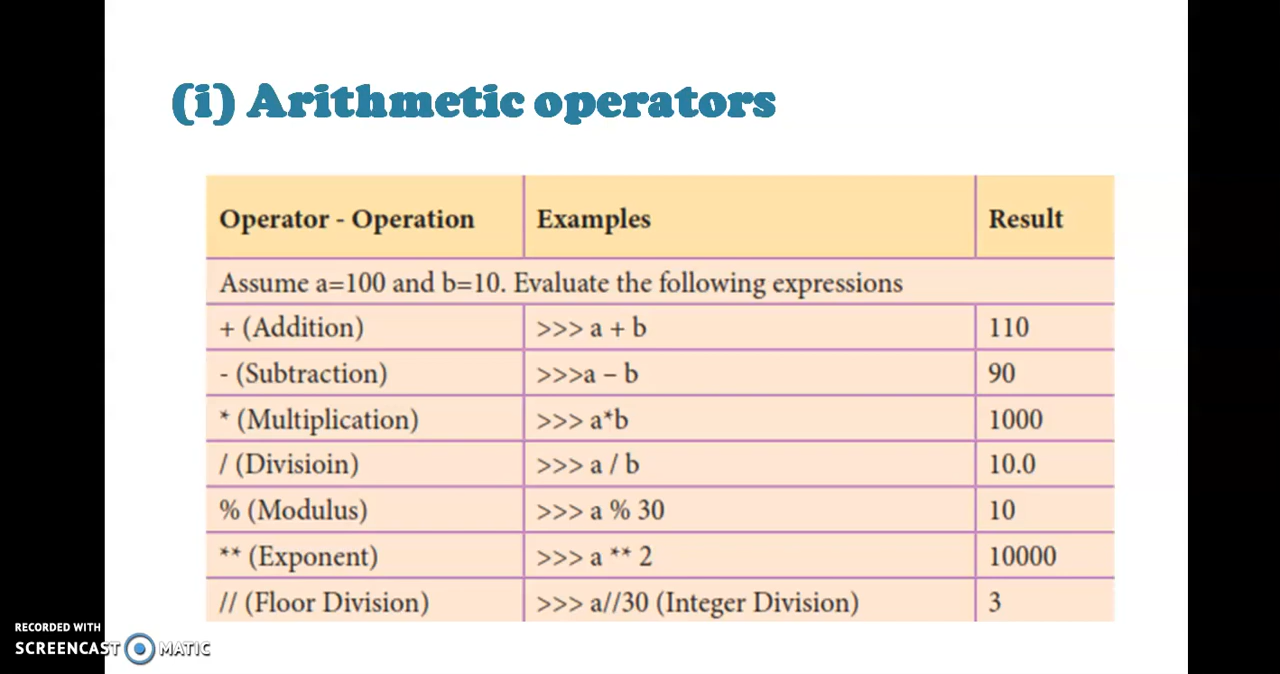 (i) Arithmetic operators
Operator - Operation Examples Result
Assume a=100 and b=10. Evaluate the following expressions
+ (Addition) >>> a + b 110
- (Subtraction) >>>a – b 90
* (Multiplication) >>> a*b 1000
/ (Divisioin) >>> a / b 10.0
% (Modulus) >>> a % 30 10
** (Exponent) >>> a ** 2 10000
// (Floor Division) >>> a//30 (Integer Division) 3
RECORDED WITH
SCREENCAST MATIC